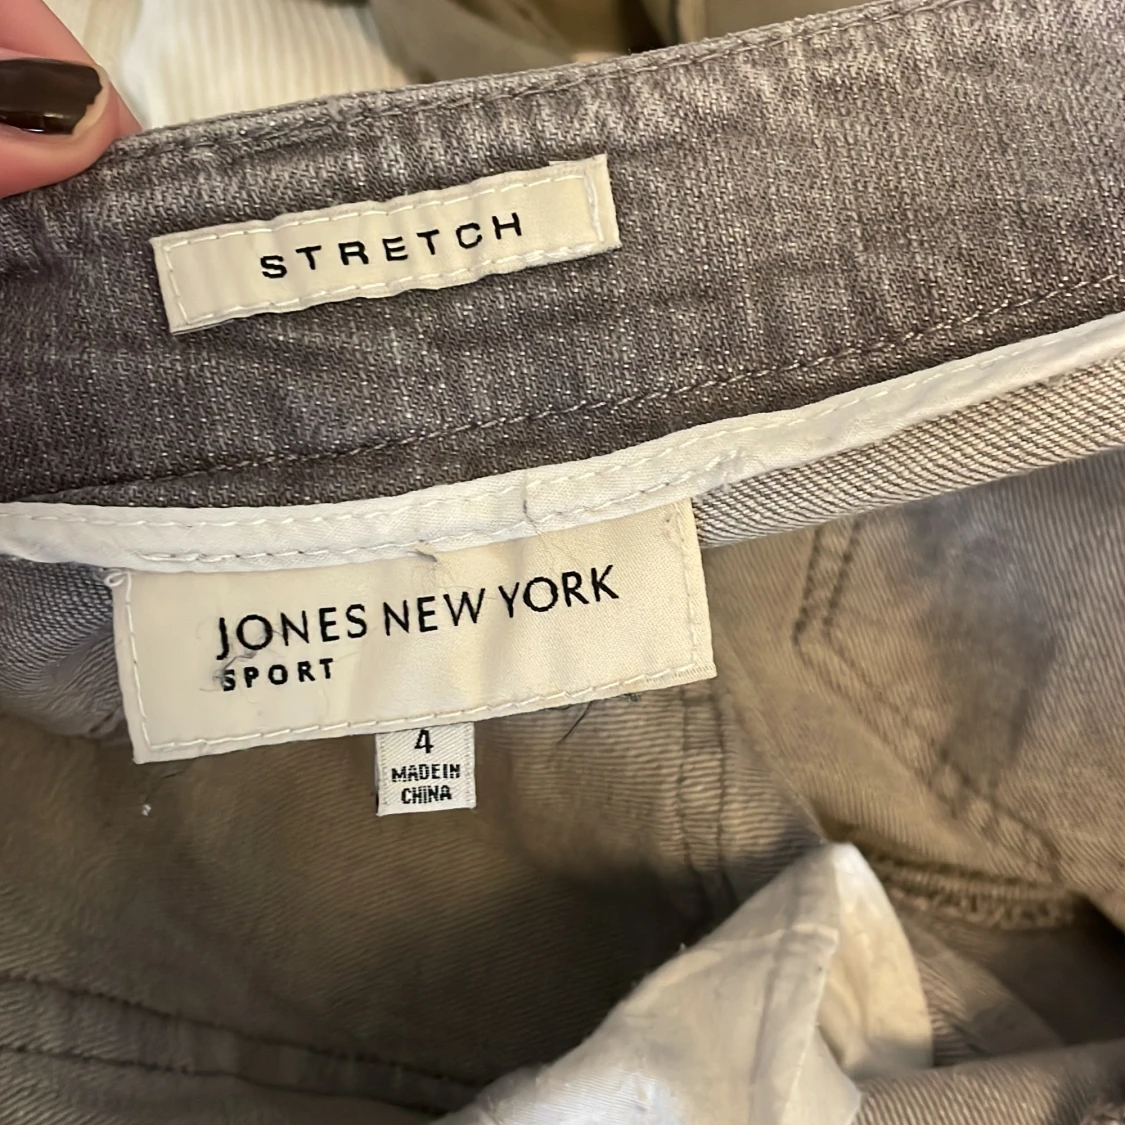 STRETCH
JONES NEW YORK
SPORT
4
MADE IN
CHINA